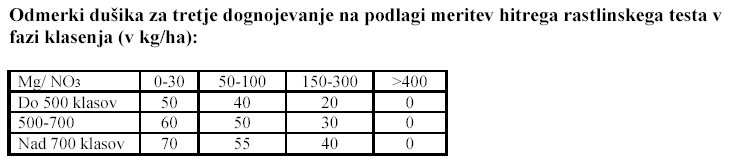 Odmerki dušika za tretje dognojevanje na podlagi meritev hitrega rastlinskega testa v
fazi klasenja (v kg/ha):
Mg/ NO3 0-30 50-100 150-300 >400
Do 500 klasov 50 40 20 0
500-700 60 50 30 0
Nad 700 klasov 70 55 40 0